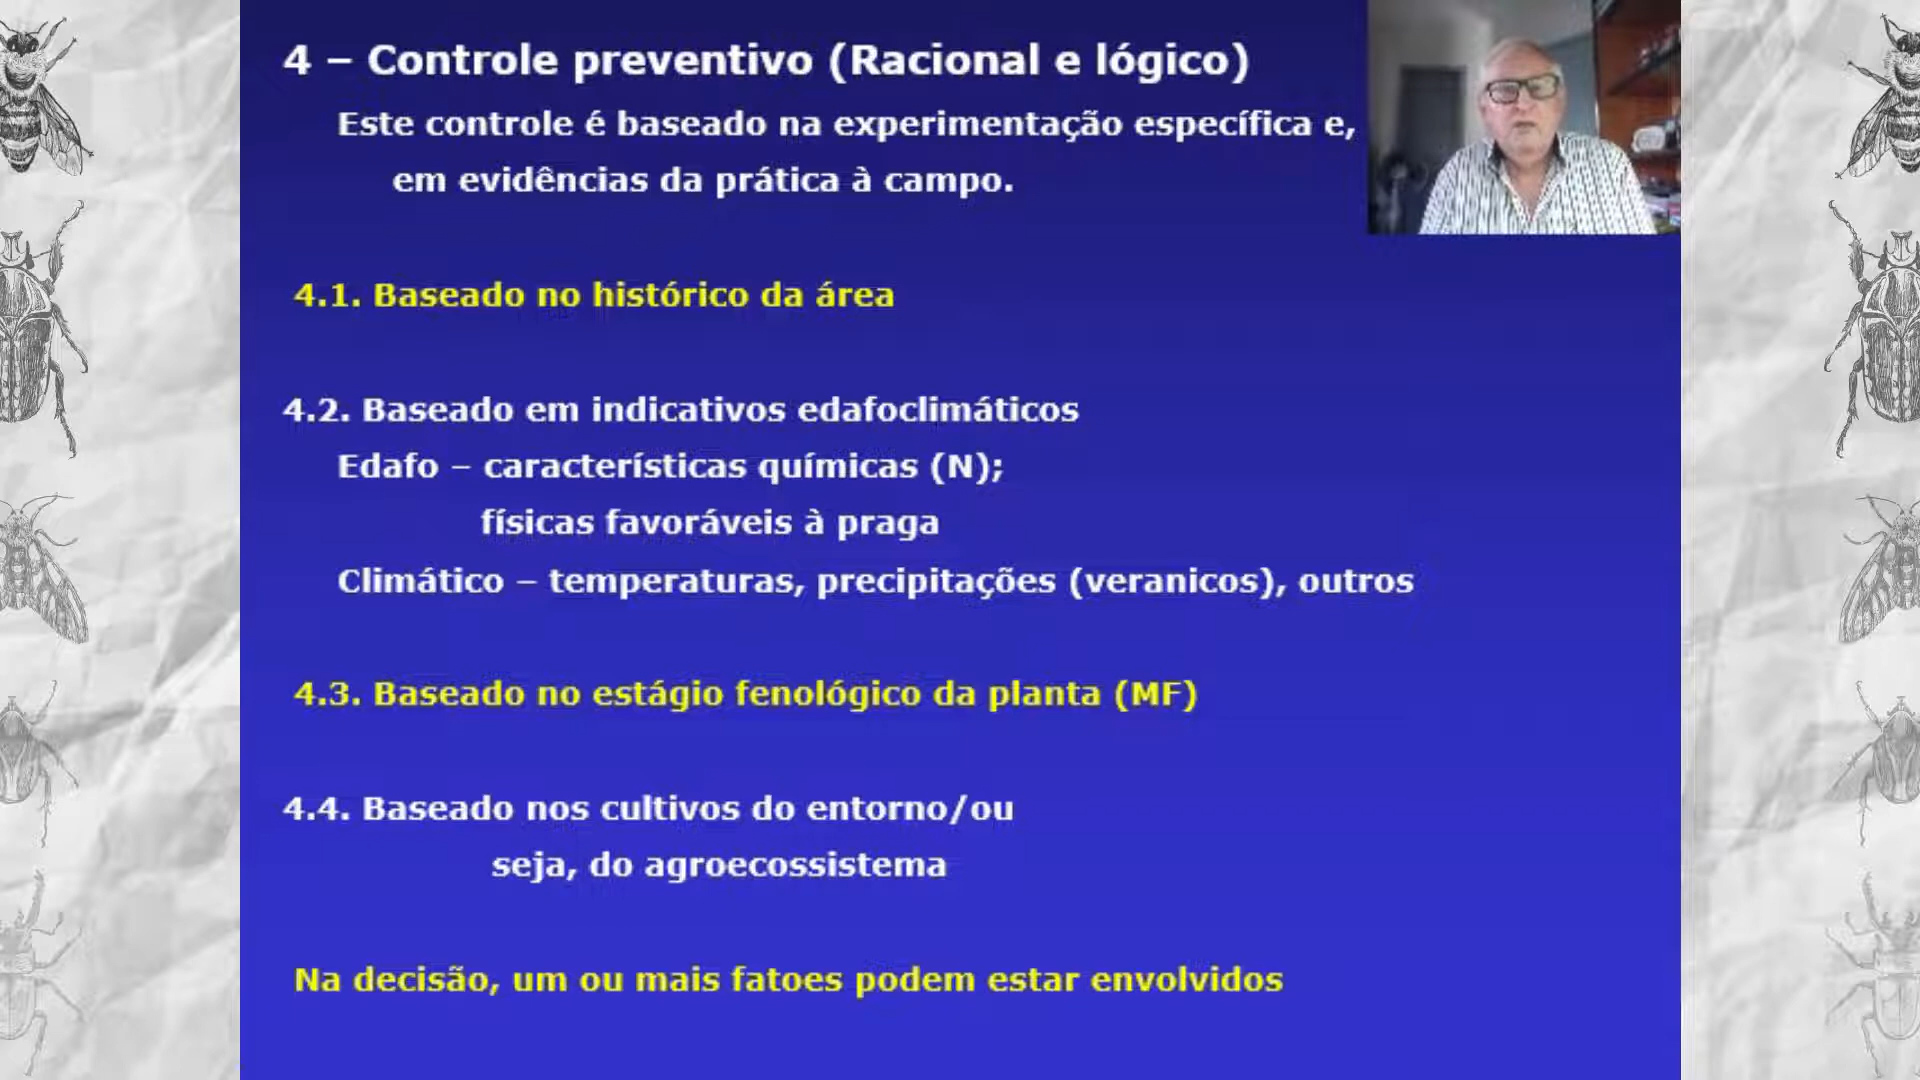 4 – Controle preventivo (Racional e lógico)
Este controle é baseado na experimentação específica e,
em evidências da prática à campo.
4.1. Baseado no histórico da área
4.2. Baseado em indicativos edafoclimáticos
Edafo – características químicas (N);
físicas favoráveis à praga
Climático – temperaturas, precipitações (veranicos), outros
4.3. Baseado no estágio fenológico da planta (MF)
4.4. Baseado nos cultivos do entorno/ou
seja, do agroecossistema
Na decisão, um ou mais fatoes podem estar envolvidos